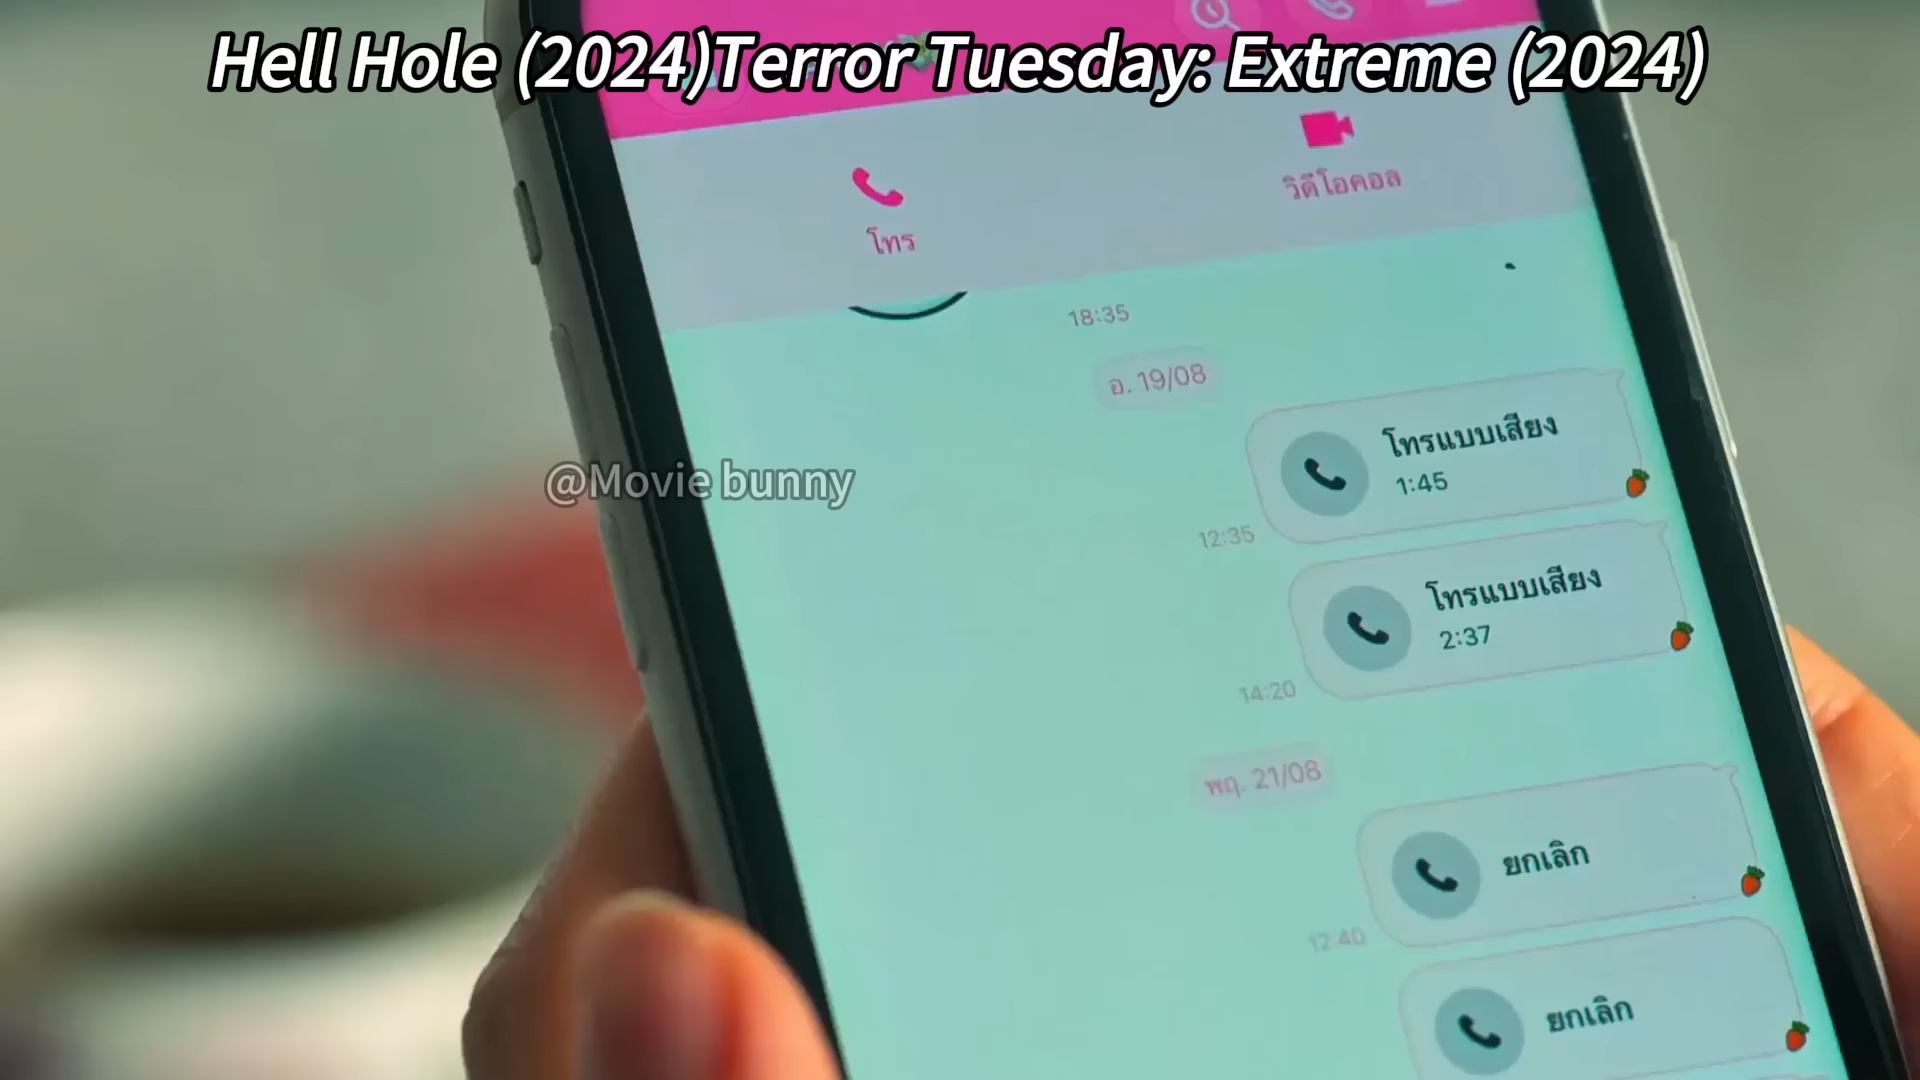 Hell Hole (2024)Terror Tuesday: Extreme (2024)
โทร
วิดีโอคอล
18:35
อ. 19/08
โทรแบบเสียง
1:45
12:35
@Movie bunny
โทรแบบเสียง
2:37
14:20
พฤ. 21/08
ยกเลิก
12:40
ยกเลิก